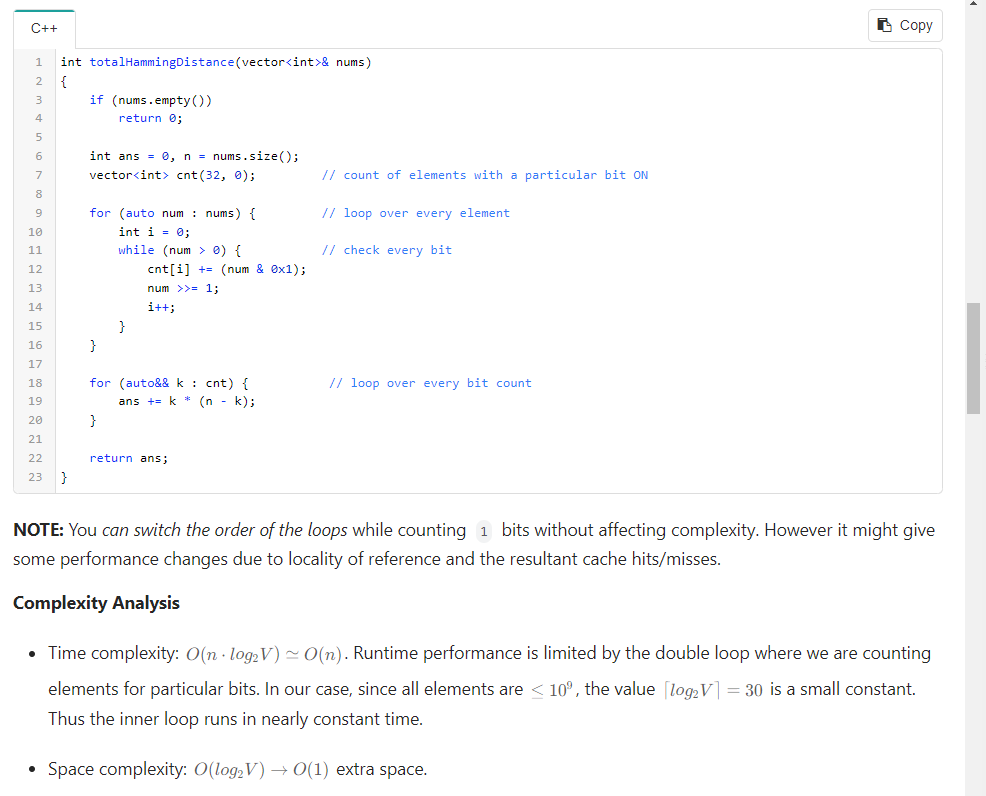 C++
Copy
1 int totalHammingDistance(vector<int>& nums)
2 {
3     if (nums.empty())
4         return 0;
5
6     int ans = 0, n = nums.size();
7     vector<int> cnt(32, 0);         // count of elements with a particular bit ON
8
9     for (auto num : nums) {         // loop over every element
10         int i = 0;
11         while (num > 0) {           // check every bit
12             cnt[i] += (num & 0x1);
13             num >>= 1;
14             i++;
15         }
16     }
17
18     for (auto&& k : cnt) {           // loop over every bit count
19         ans += k * (n - k);
20     }
21
22     return ans;
23 }
NOTE: You can switch the order of the loops while counting 1 bits without affecting complexity. However it might give
some performance changes due to locality of reference and the resultant cache hits/misses.
Complexity Analysis
• Time complexity: O(n · log₂V) ≃ O(n). Runtime performance is limited by the double loop where we are counting
elements for particular bits. In our case, since all elements are ≤ 10⁹, the value ⌈log₂V⌉ = 30 is a small constant.
Thus the inner loop runs in nearly constant time.
• Space complexity: O(log₂V) → O(1) extra space.